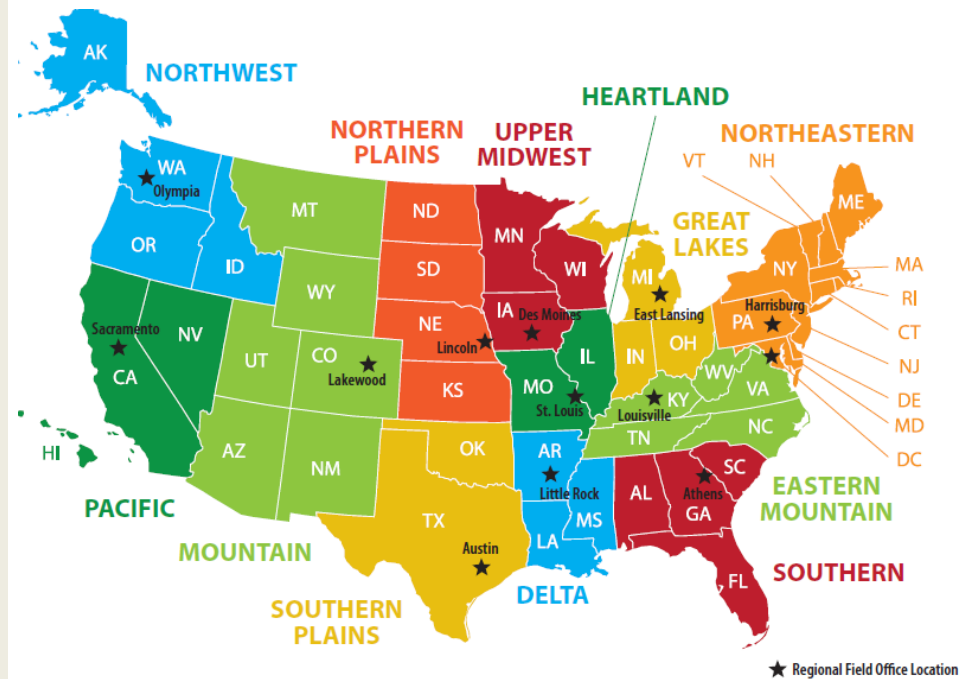 AK
NORTHWEST
HEARTLAND
NORTHERN
PLAINS
UPPER
MIDWEST
NORTHEASTERN
VT
NH
WA
Olympia
MT
ND
MN
GREAT
LAKES
ME
OR
ID
SD
WI
MI
NY
MA
WY
IA
Des Moines
East Lansing
Harrisburg
RI
Sacramento
NV
NE
Lincoln
PA
CT
CA
UT
CO
Lakewood
IL
IN
OH
NJ
KS
MO
St. Louis
WV
VA
DE
KY
Louisville
MD
HI
AZ
NM
OK
AR
Little Rock
TN
NC
DC
PACIFIC
TX
MS
AL
Athens
GA
SC
EASTERN
MOUNTAIN
MOUNTAIN
Austin
LA
FL
SOUTHERN
SOUTHERN
PLAINS
DELTA
★ Regional Field Office Location